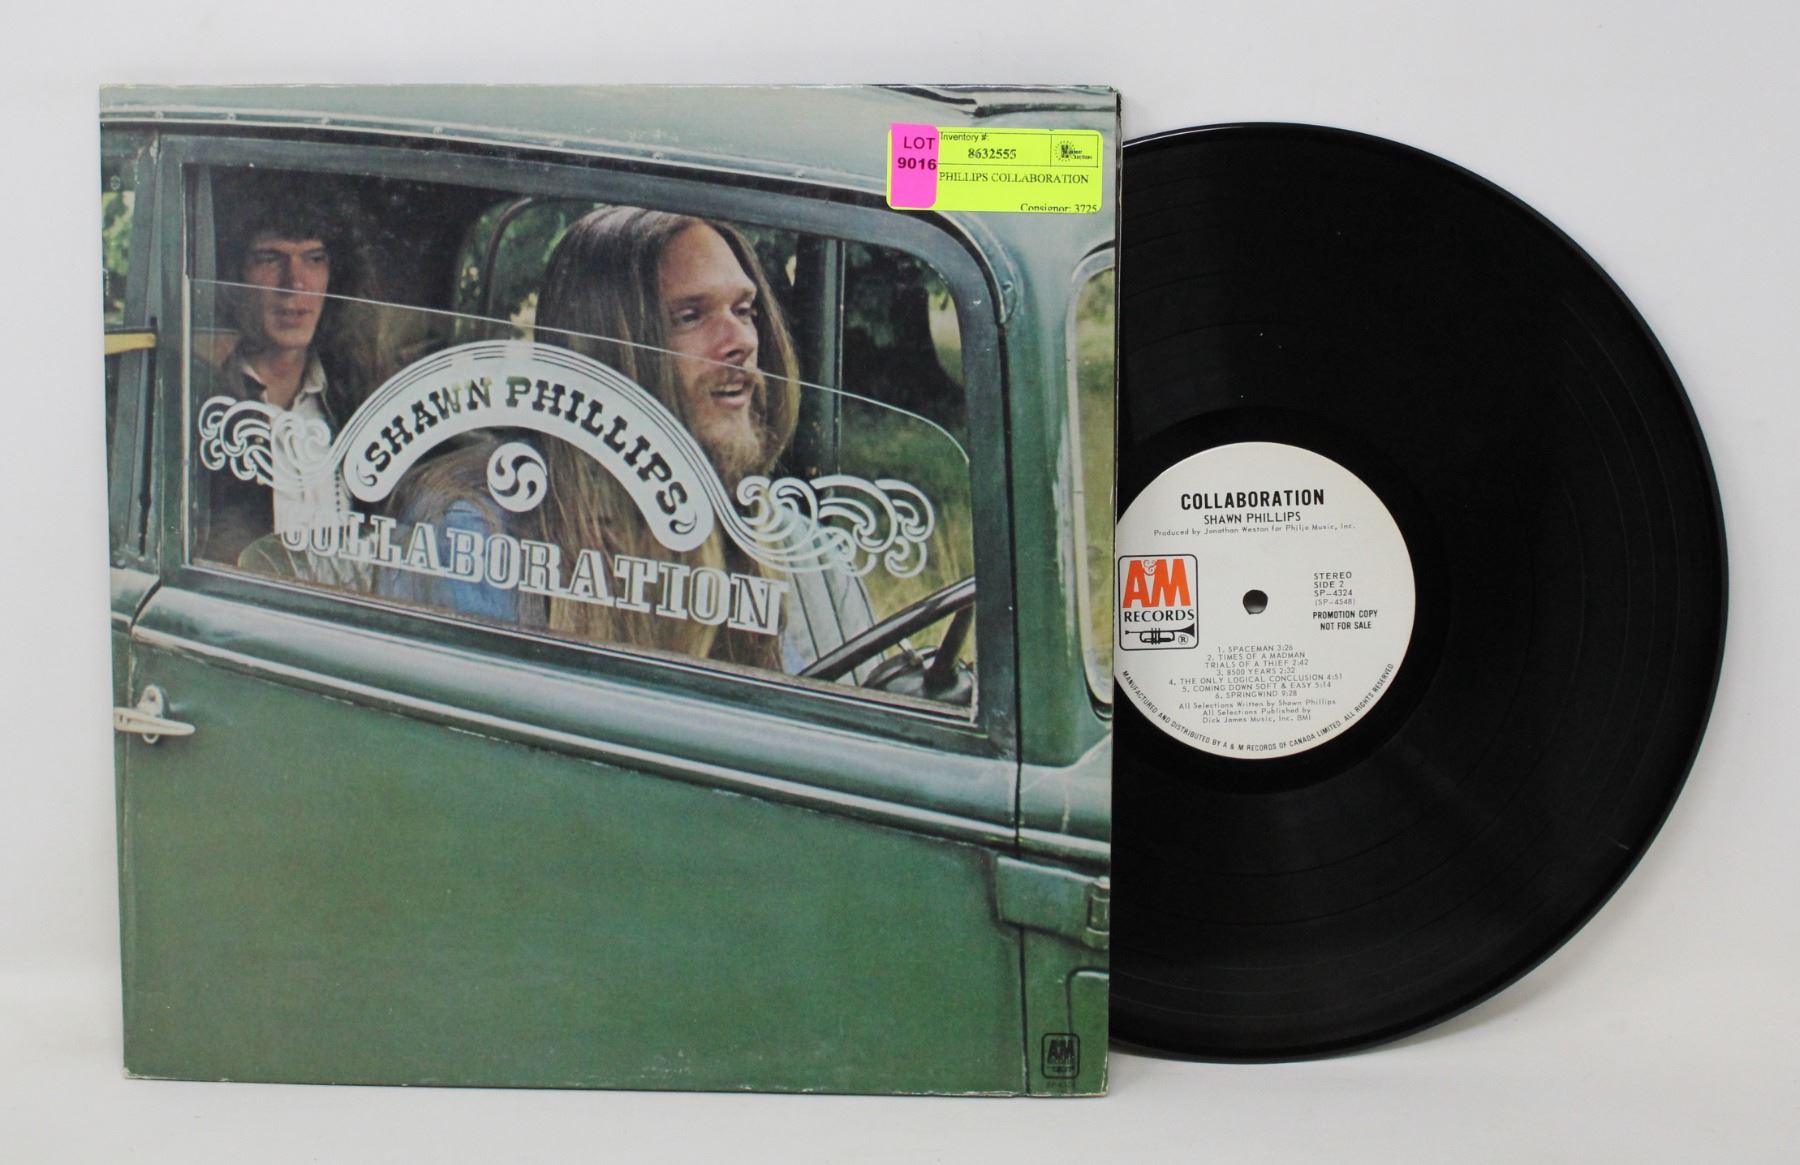 LOT
9016
Inventory #:
8632555
PHILLIPS COLLABORATION
Consignor: 3725
SHAWN PHILLIPS
COLLABORATION
A&M
COLLABORATION
SHAWN PHILLIPS
Produced by Jonathan Weston for Philjo Music, Inc.
A&M
RECORDS
®
STEREO
SIDE 2
SP-4324
(SP-4548)
PROMOTION COPY
NOT FOR SALE
1. SPACEMAN 3:26
2. TIMES OF A MADMAN
TRIALS OF A THIEF 2:42
3. 8500 YEARS 2:32
4. THE ONLY LOGICAL CONCLUSION 4:51
5. COMING DOWN SOFT & EASY 5:14
6. SPRINGWIND 9:28
All Selections Written by Shawn Phillips
All Selections Published by
Dick James Music, Inc. BMI
MANUFACTURED AND DISTRIBUTED BY A & M RECORDS OF CANADA LIMITED. ALL RIGHTS RESERVED